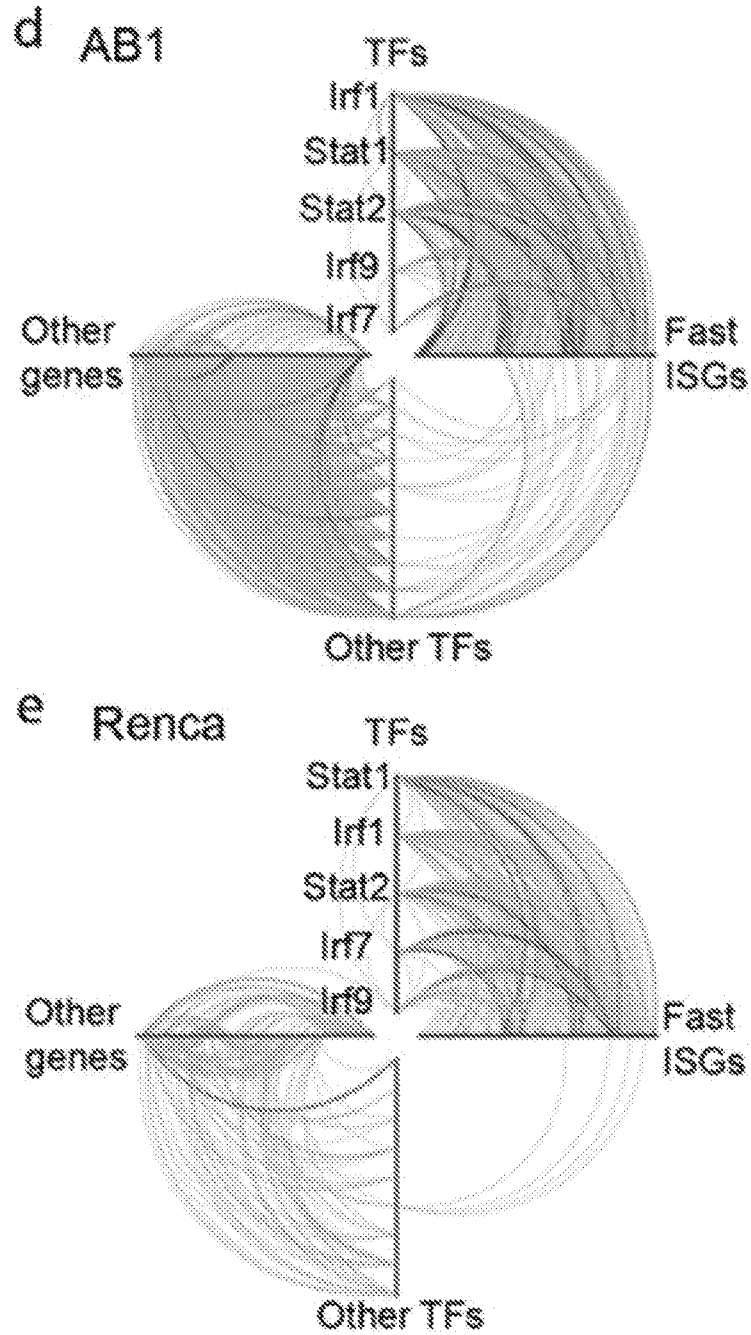 d AB1
TFs
Irf1
Stat1
Stat2
Irf9
Irf7
Other
genes
Fast
ISGs
Other TFs
e Renca
TFs
Stat1
Irf1
Stat2
Irf7
Irf9
Other
genes
Fast
ISGs
Other TFs